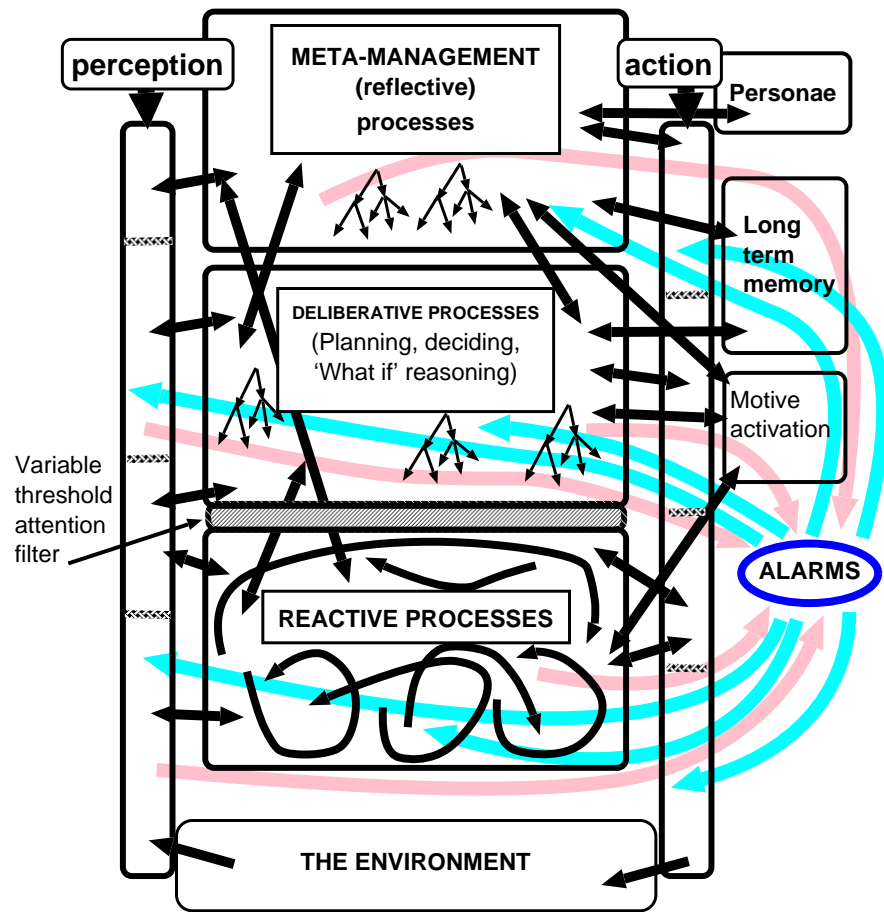 perception
META-MANAGEMENT
(reflective)
processes
action
Personae
Long
term
memory
DELIBERATIVE PROCESSES
(Planning, deciding,
‘What if’ reasoning)
Motive
activation
Variable
threshold
attention
filter
ALARMS
REACTIVE PROCESSES
THE ENVIRONMENT